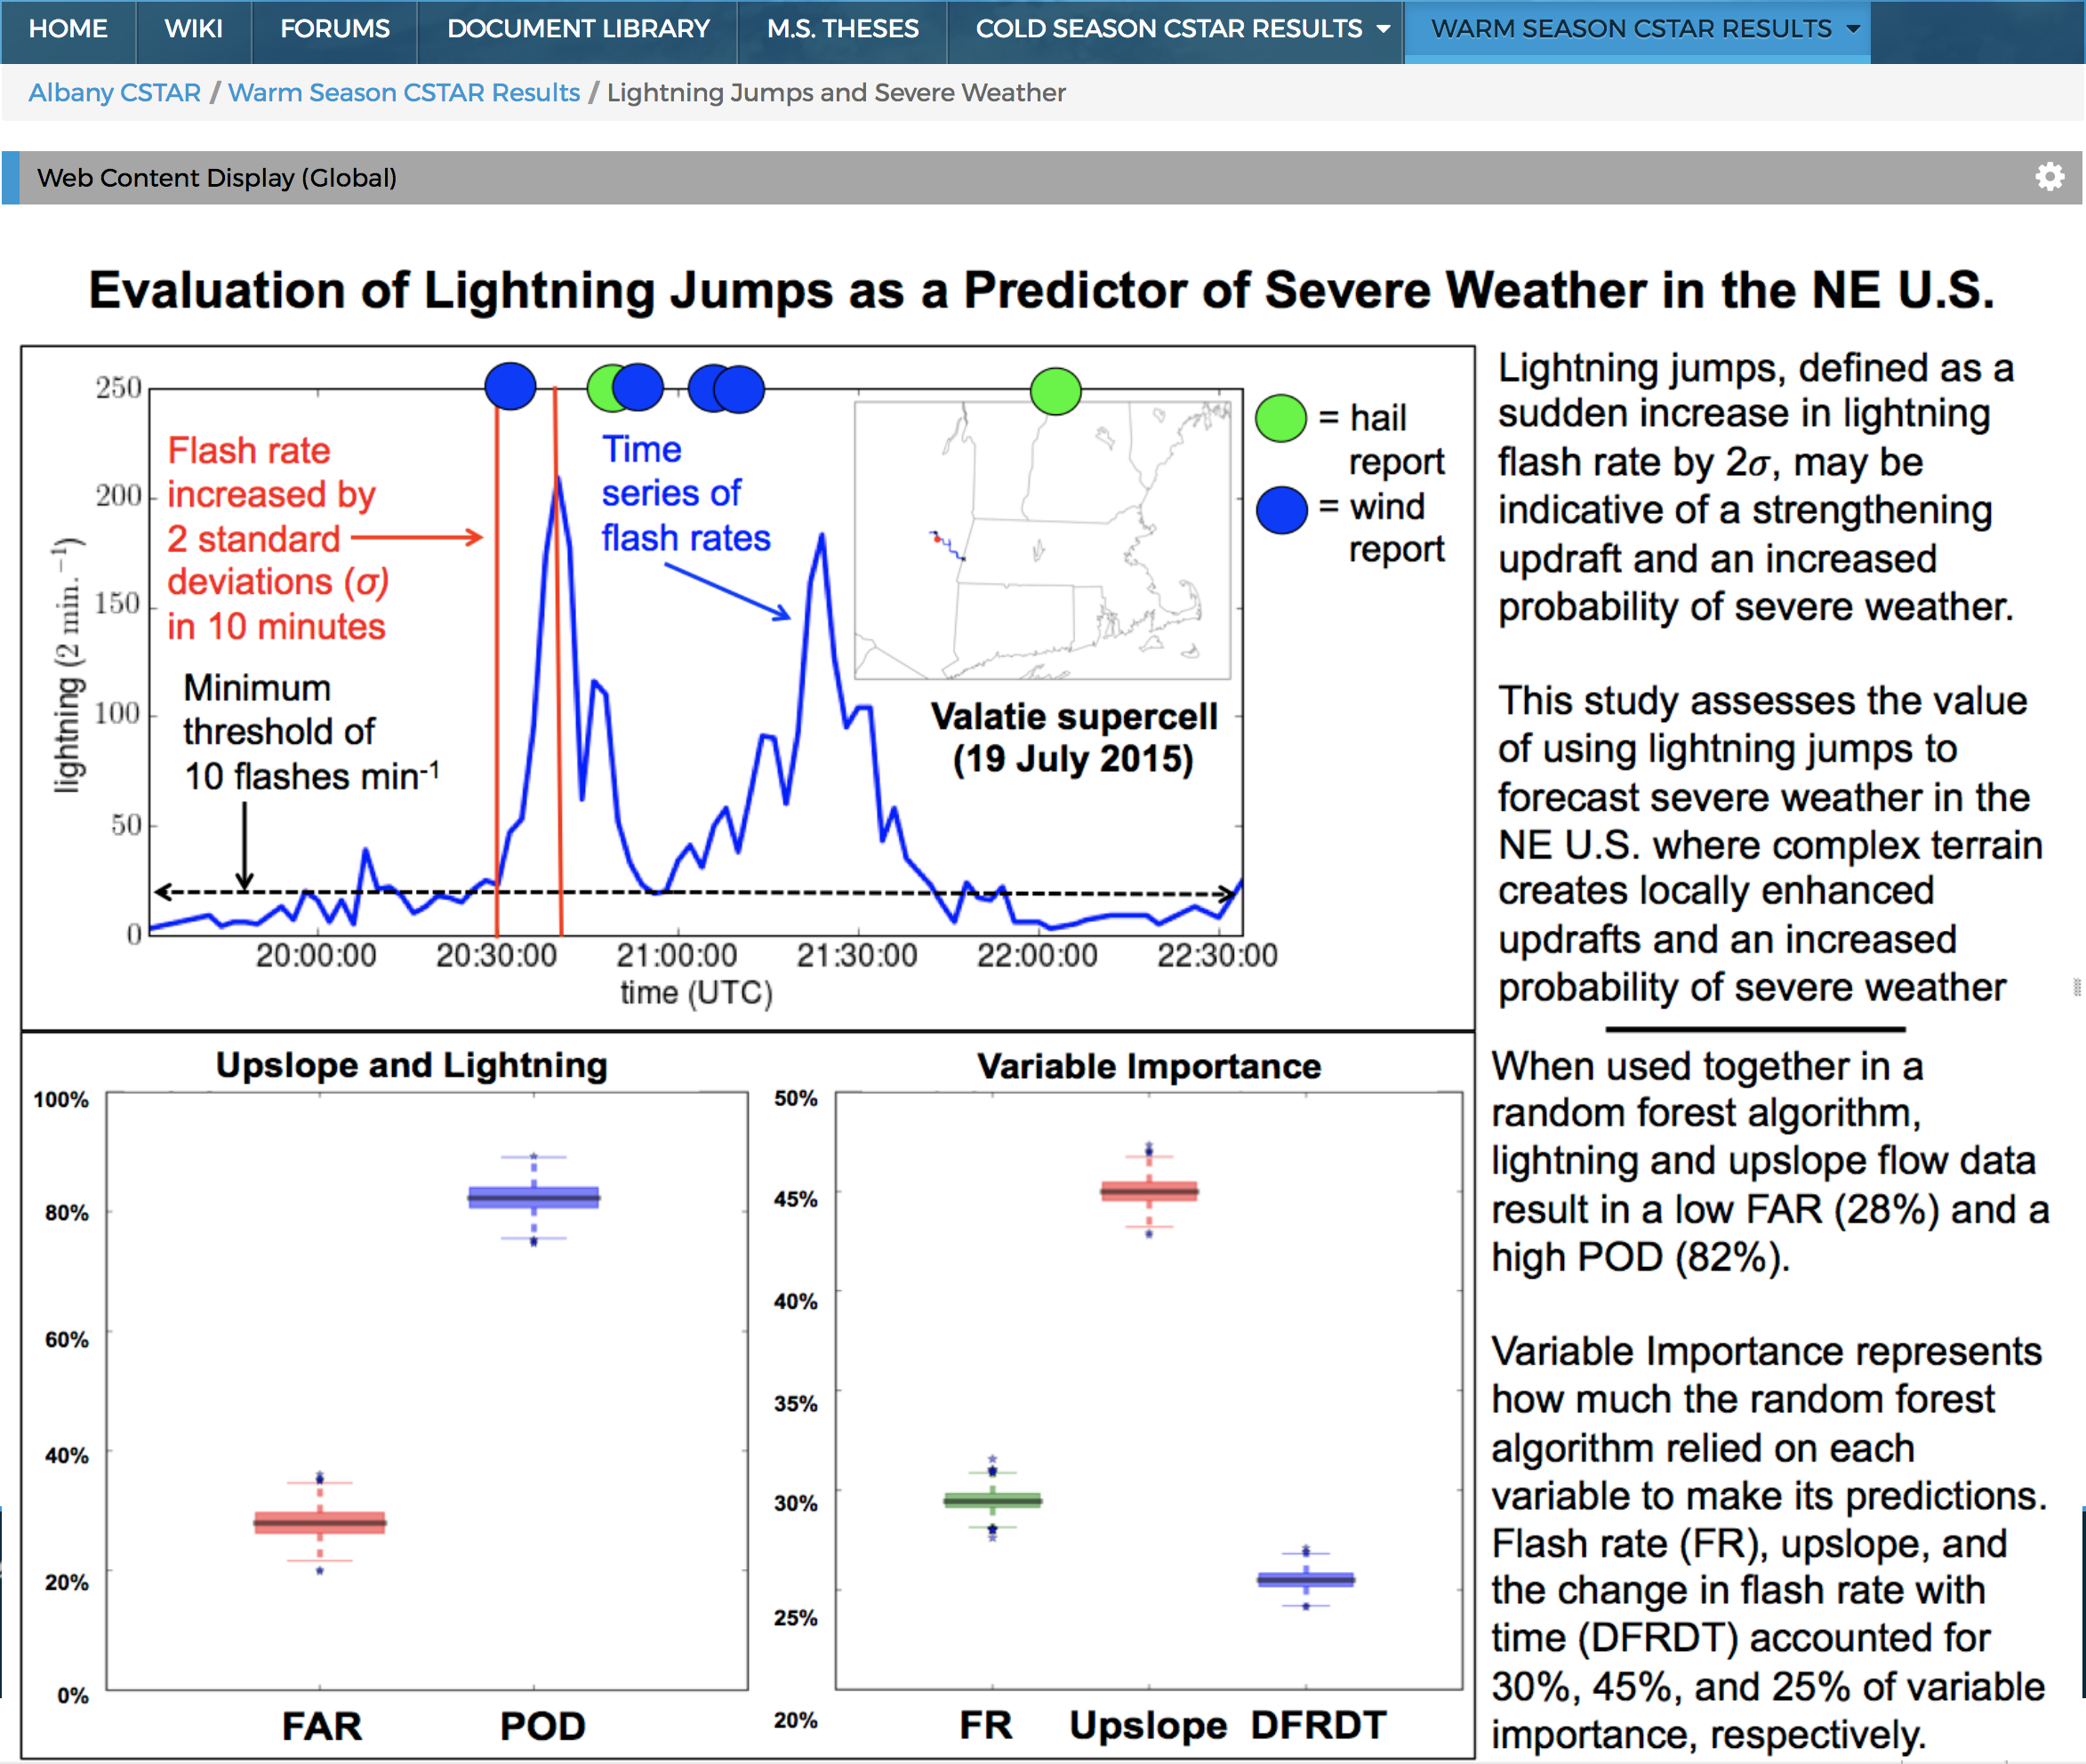 HOME WIKI FORUMS DOCUMENT LIBRARY M.S. THESES COLD SEASON CSTAR RESULTS WARM SEASON CSTAR RESULTS
Albany CSTAR / Warm Season CSTAR Results / Lightning Jumps and Severe Weather
Web Content Display (Global)
Evaluation of Lightning Jumps as a Predictor of Severe Weather in the NE U.S.
250
200
150
100
50
0
lightning (2 min.⁻¹)
Flash rate
increased by
2 standard
deviations (σ)
in 10 minutes
Minimum
threshold of
10 flashes min⁻¹
Time
series of
flash rates
Valatie supercell
(19 July 2015)
= hail
report
= wind
report
20:00:00 20:30:00 21:00:00 21:30:00 22:00:00 22:30:00
time (UTC)
Lightning jumps, defined as a
sudden increase in lightning
flash rate by 2σ, may be
indicative of a strengthening
updraft and an increased
probability of severe weather.
This study assesses the value
of using lightning jumps to
forecast severe weather in the
NE U.S. where complex terrain
creates locally enhanced
updrafts and an increased
probability of severe weather
Upslope and Lightning
100%
80%
60%
40%
20%
0%
FAR POD
Variable Importance
50%
45%
40%
35%
30%
25%
20%
FR Upslope DFRDT
When used together in a
random forest algorithm,
lightning and upslope flow data
result in a low FAR (28%) and a
high POD (82%).
Variable Importance represents
how much the random forest
algorithm relied on each
variable to make its predictions.
Flash rate (FR), upslope, and
the change in flash rate with
time (DFRDT) accounted for
30%, 45%, and 25% of variable
importance, respectively.